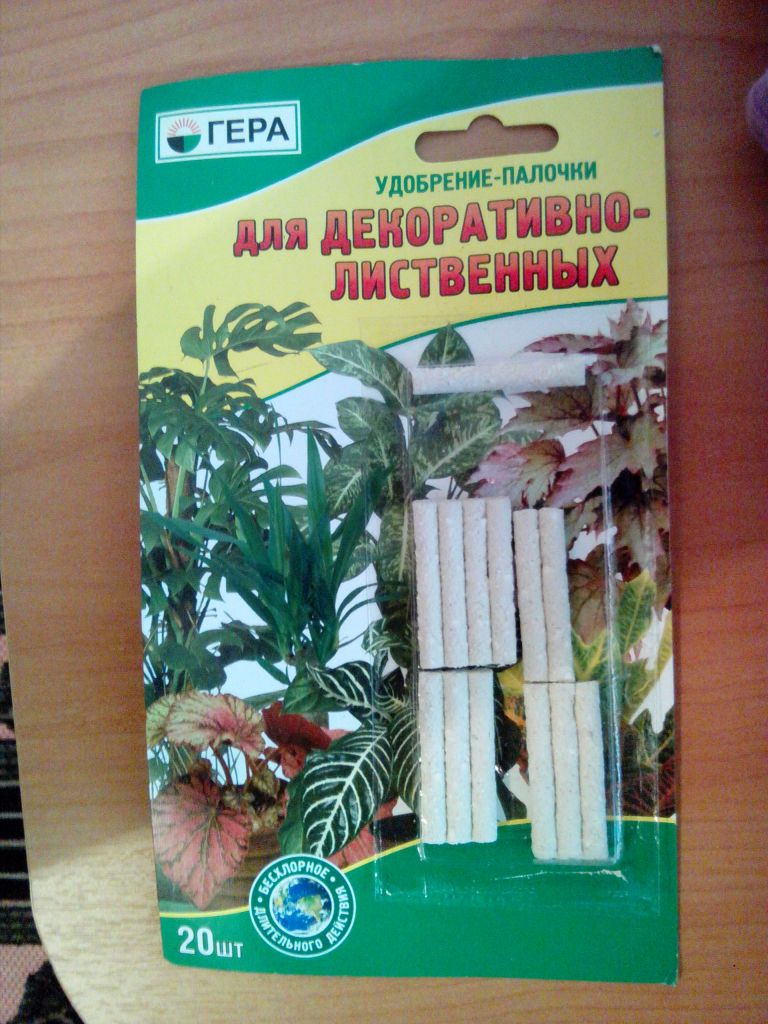 ГЕРА
УДОБРЕНИЕ-ПАЛОЧКИ
для ДЕКОРАТИВНО-
ЛИСТВЕННЫХ
БЕСХЛОРНОЕ
ДЛИТЕЛЬНОГО ДЕЙСТВИЯ
20шт